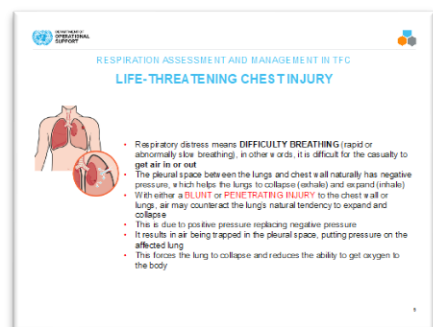 DEPARTMENT OF
OPERATIONAL
SUPPORT
RESPIRATION ASSESSMENT AND MANAGEMENT IN TFC
LIFE-THREATENING CHEST INJURY
• Respiratory distress means DIFFICULTY BREATHING (rapid or
abnormally slow breathing), in other words, it is difficult for the casualty to
get air in or out
• The pleural space between the lungs and chest wall naturally has negative
pressure, which helps the lungs to collapse (exhale) and expand (inhale)
• With either a BLUNT or PENETRATING INJURY to the chest wall or
lungs, air may counteract the lung's natural tendency to expand and
collapse
• This is due to positive pressure replacing negative pressure
• It results in air being trapped in the pleural space, putting pressure on the
affected lung
• This forces the lung to collapse and reduces the ability to get oxygen to
the body